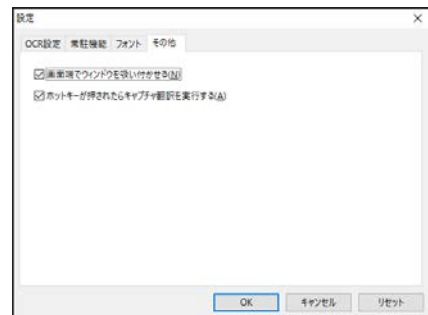 設定
OCR設定 常駐機能 フォント その他
画面端でウィンドウを吸い付かせる(N)
ホットキーが押されたらキャプチャ翻訳を実行する(A)
OK キャンセル リセット